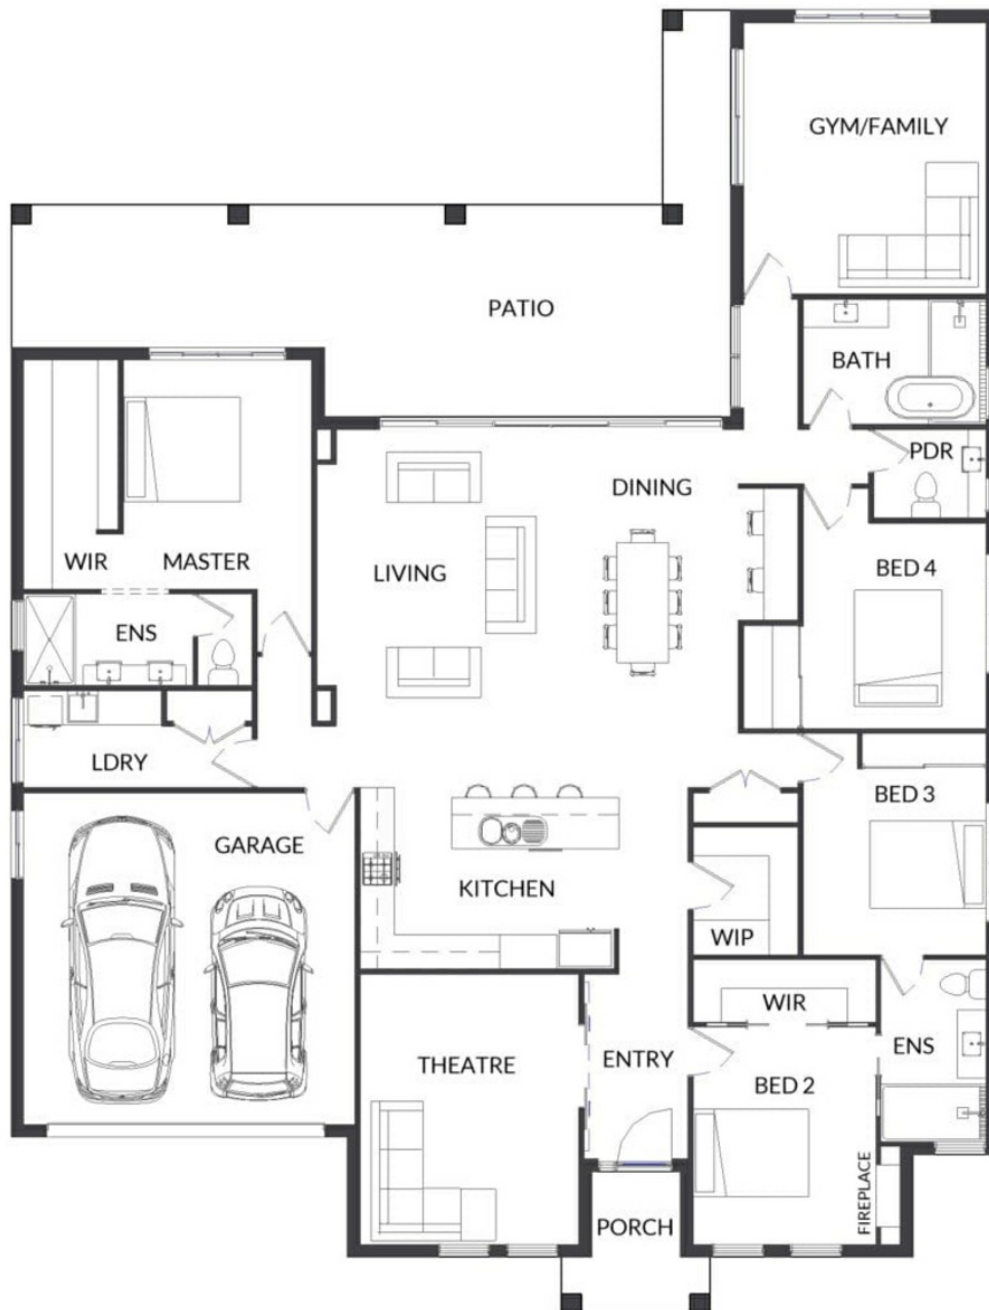 GYM/FAMILY
PATIO
BATH
PDR
DINING
WIR
MASTER
LIVING
BED 4
ENS
LDRY
BED 3
GARAGE
KITCHEN
WIP
WIR
THEATRE
ENTRY
ENS
BED 2
FIREPLACE
PORCH